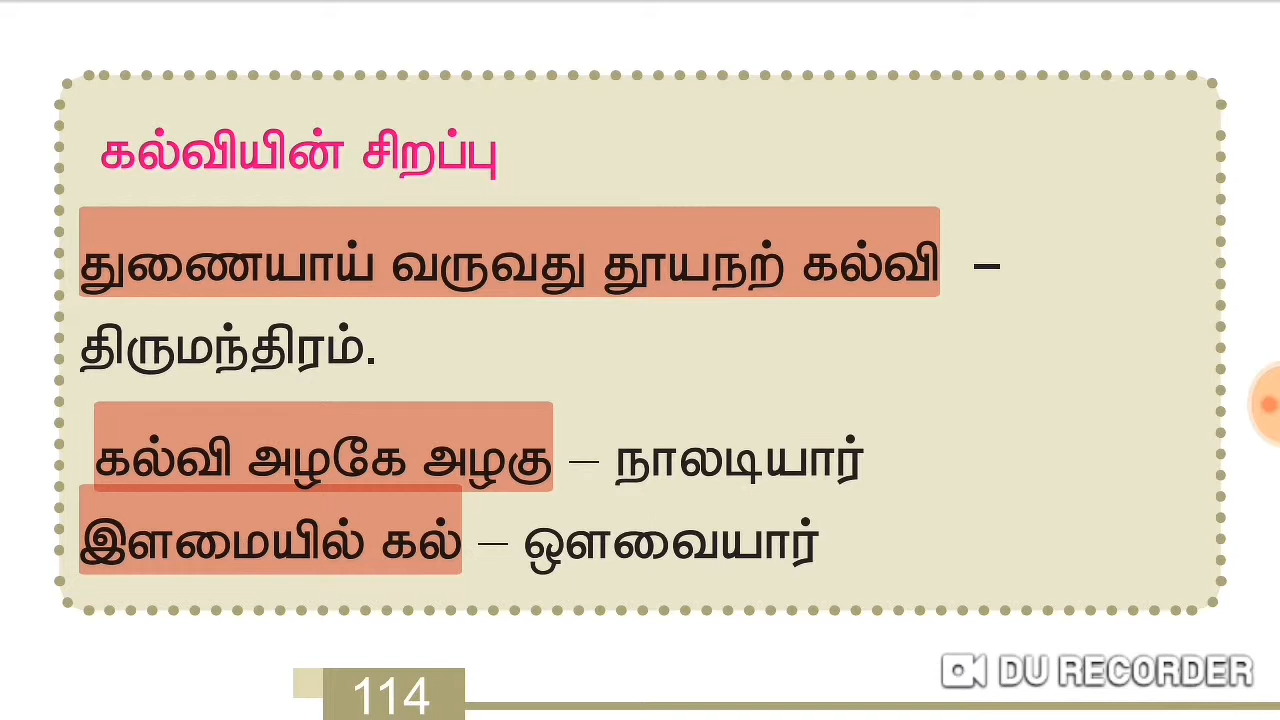 கல்வியின் சிறப்பு
துணையாய் வருவது தூயநற் கல்வி –
திருமந்திரம்.
கல்வி அழகே அழகு – நாலடியார்
இளமையில் கல் – ஔவையார்
114
DU RECORDER